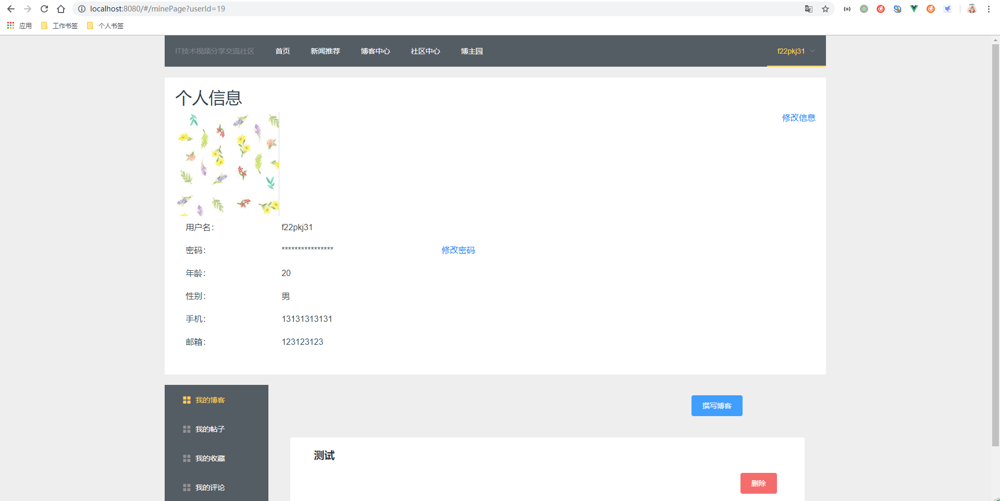 localhost:8080/#/minePage?userId=19
应用 工作书签 个人书签
IT技术视频分享交流社区 首页 新闻推荐 博客中心 社区中心 博主园 f22pkj31
个人信息
修改信息
用户名： f22pkj31
密码： **************** 修改密码
年龄： 20
性别： 男
手机： 13131313131
邮箱： 123123123
我的博客
撰写博客
我的帖子
测试
我的收藏
删除
我的评论